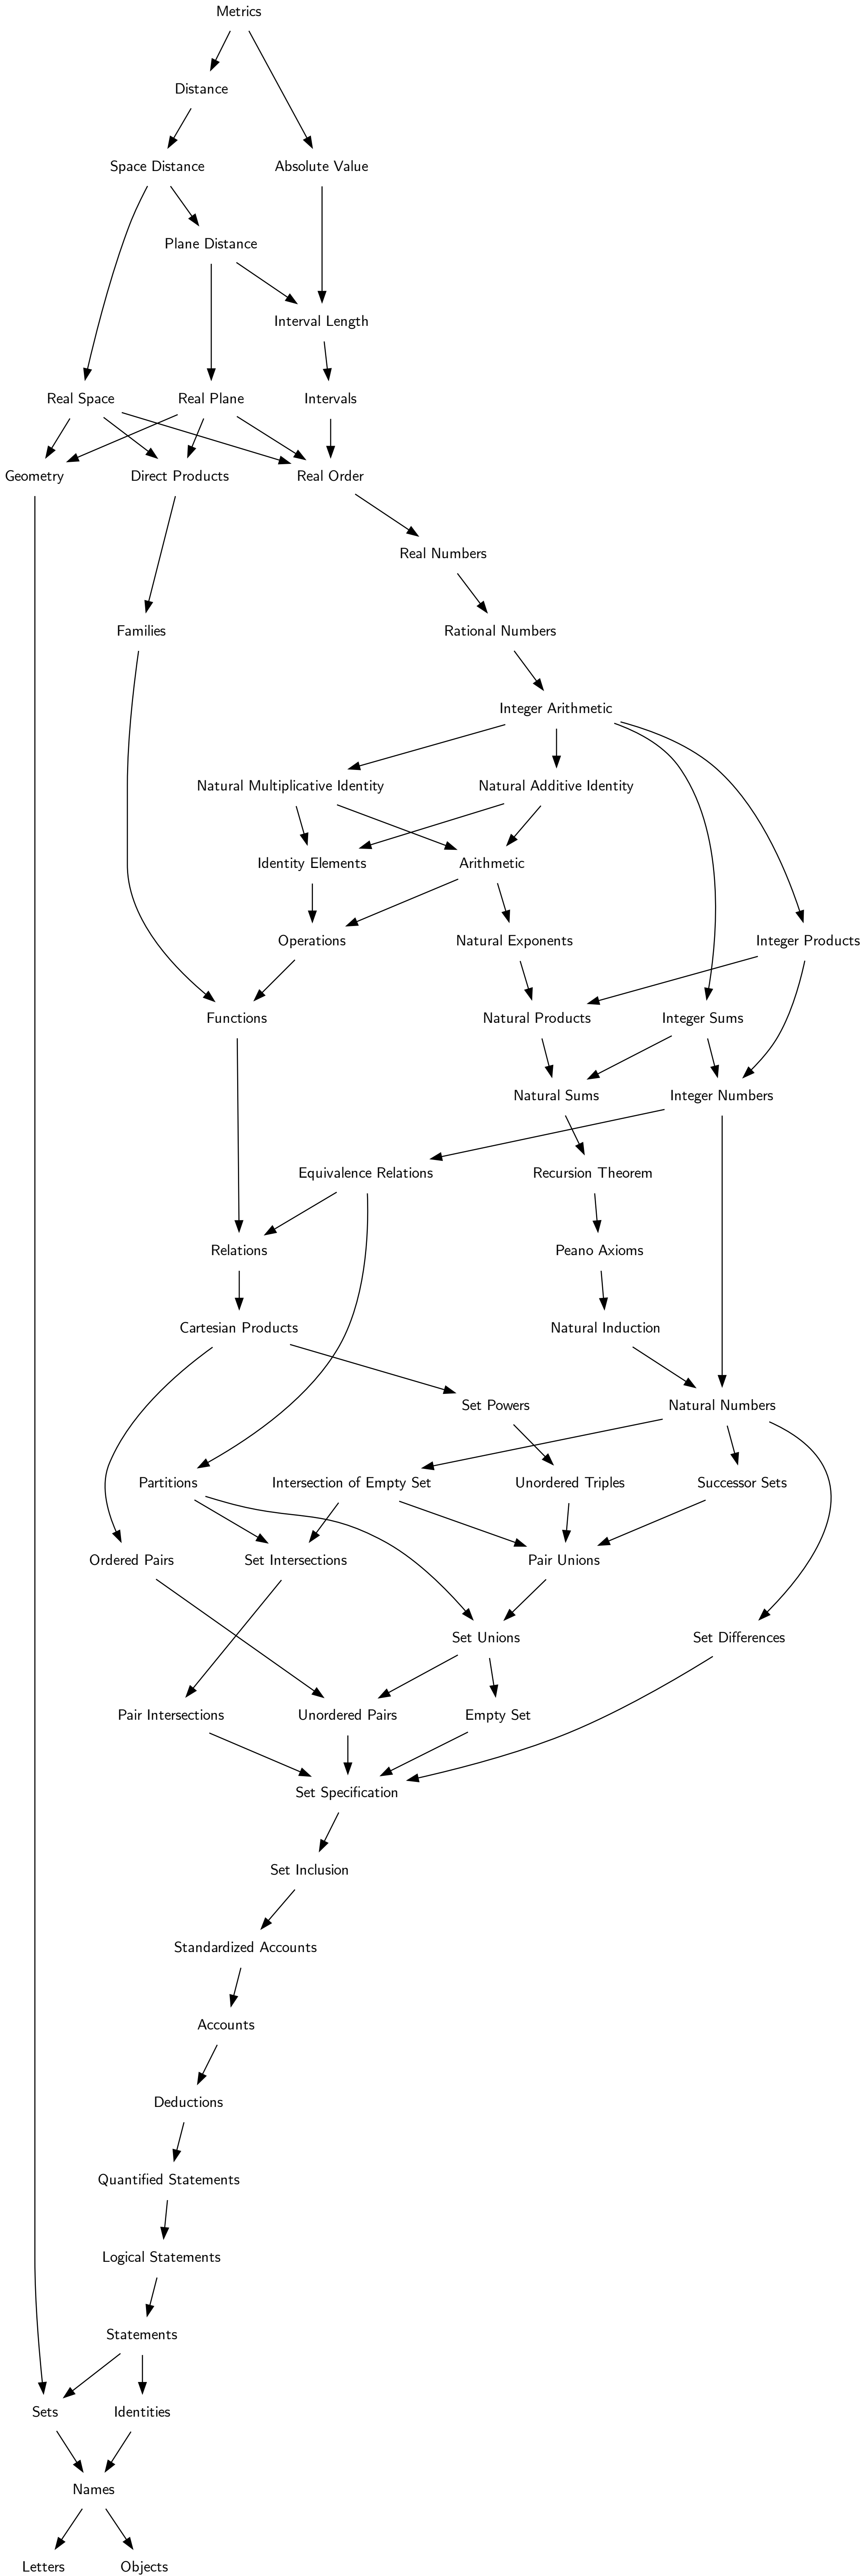 Metrics
Distance
Space Distance
Absolute Value
Plane Distance
Interval Length
Real Space
Real Plane
Intervals
Geometry
Direct Products
Real Order
Real Numbers
Families
Rational Numbers
Integer Arithmetic
Natural Multiplicative Identity
Natural Additive Identity
Identity Elements
Arithmetic
Operations
Natural Exponents
Integer Products
Functions
Natural Products
Integer Sums
Natural Sums
Integer Numbers
Equivalence Relations
Recursion Theorem
Relations
Peano Axioms
Cartesian Products
Natural Induction
Set Powers
Natural Numbers
Partitions
Intersection of Empty Set
Unordered Triples
Successor Sets
Ordered Pairs
Set Intersections
Pair Unions
Set Unions
Set Differences
Pair Intersections
Unordered Pairs
Empty Set
Set Specification
Set Inclusion
Standardized Accounts
Accounts
Deductions
Quantified Statements
Logical Statements
Statements
Sets
Identities
Names
Letters
Objects